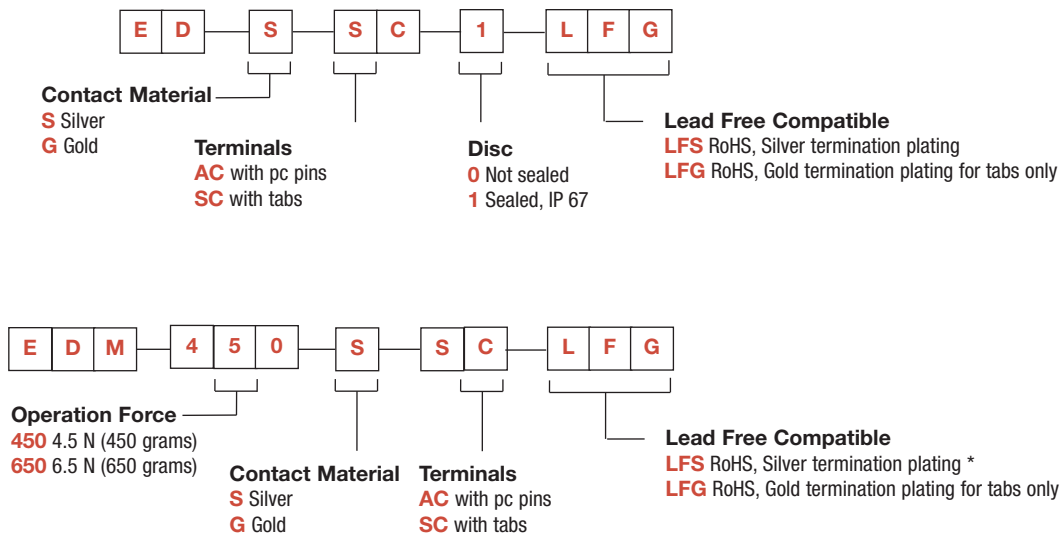 E D S S C 1 L F G
Contact Material
S Silver
G Gold
Terminals
AC with pc pins
SC with tabs
Disc
0 Not sealed
1 Sealed, IP 67
Lead Free Compatible
LFS RoHS, Silver termination plating
LFG RoHS, Gold termination plating for tabs only
E D M 4 5 0 S S C L F G
Operation Force
450 4.5 N (450 grams)
650 6.5 N (650 grams)
Contact Material
S Silver
G Gold
Terminals
AC with pc pins
SC with tabs
Lead Free Compatible
LFS RoHS, Silver termination plating *
LFG RoHS, Gold termination plating for tabs only